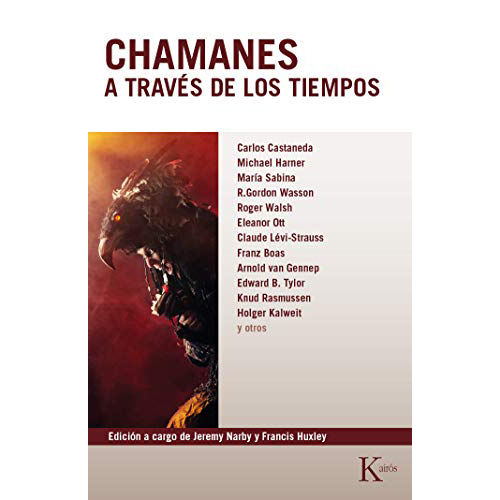 CHAMANES
A TRAVÉS DE LOS TIEMPOS
Carlos Castaneda
Michael Harner
María Sabina
R.Gordon Wasson
Roger Walsh
Eleanor Ott
Claude Lévi-Strauss
Franz Boas
Arnold van Gennep
Edward B. Tylor
Knud Rasmussen
Holger Kalweit
y otros
Edición a cargo de Jeremy Narby y Francis Huxley
Kairós